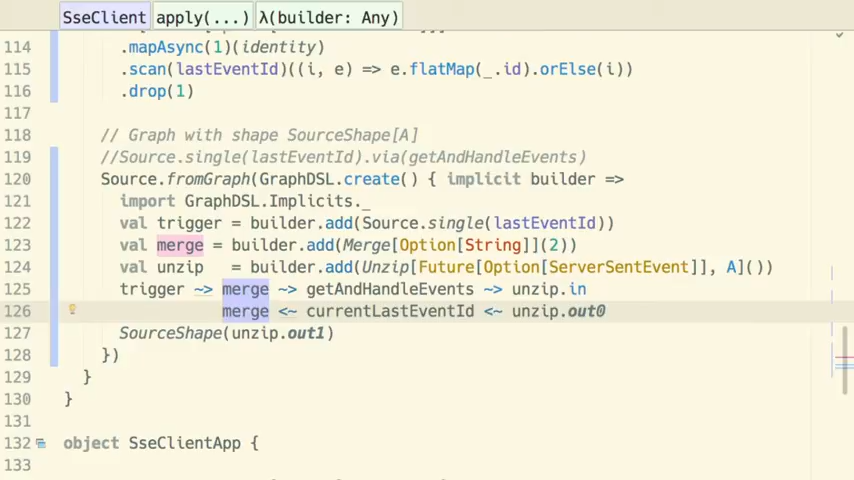 SseClient apply(...) λ(builder: Any)
114 .mapAsync(1)(identity)
115 .scan(lastEventId)((i, e) => e.flatMap(_.id).orElse(i))
116 .drop(1)
117
118 // Graph with shape SourceShape[A]
119 //Source.single(lastEventId).via(getAndHandleEvents)
120 Source.fromGraph(GraphDSL.create() { implicit builder =>
121 import GraphDSL.Implicits._
122 val trigger = builder.add(Source.single(lastEventId))
123 val merge = builder.add(Merge[Option[String]](2))
124 val unzip = builder.add(Unzip[Future[Option[ServerSentEvent]], A]())
125 trigger ~> merge ~> getAndHandleEvents ~> unzip.in
126 merge <~ currentLastEventId <~ unzip.out0
127 SourceShape(unzip.out1)
128 })
129 }
130 }
131
132 object SseClientApp {
133